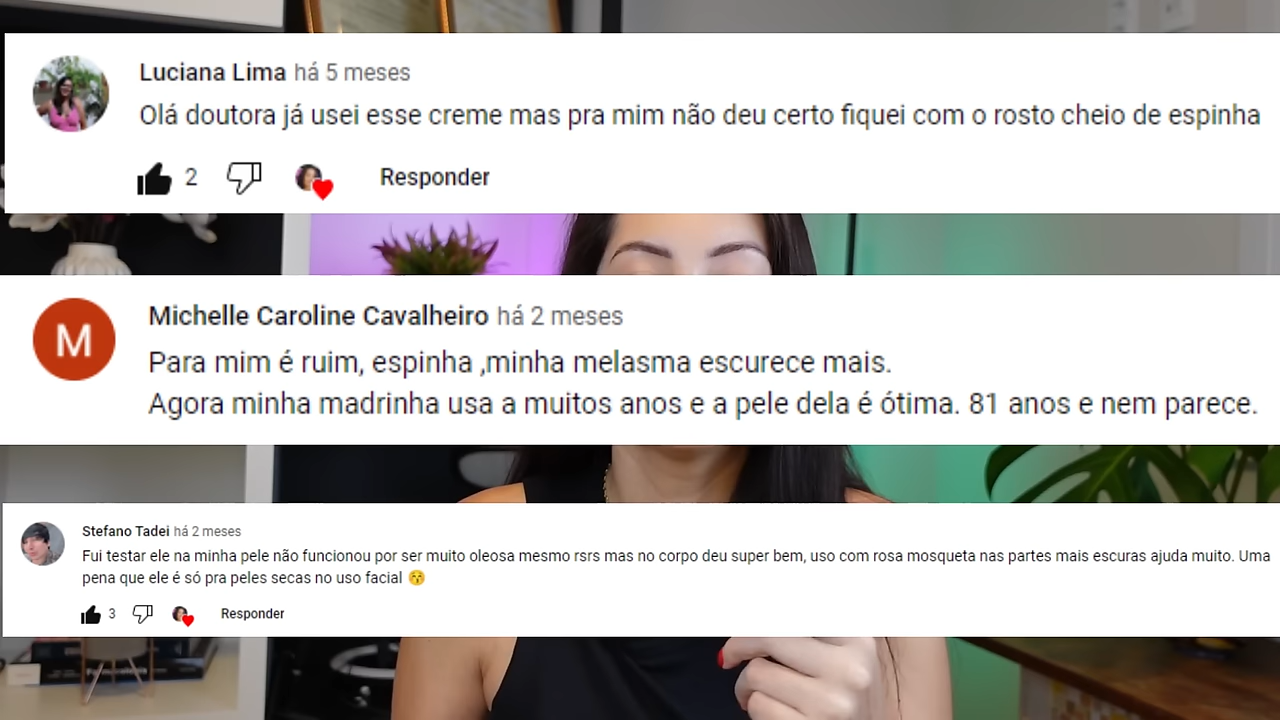 Luciana Lima há 5 meses
Olá doutora já usei esse creme mas pra mim não deu certo fiquei com o rosto cheio de espinha
2 Responder
M
Michelle Caroline Cavalheiro há 2 meses
Para mim é ruim, espinha ,minha melasma escurece mais.
Agora minha madrinha usa a muitos anos e a pele dela é ótima. 81 anos e nem parece.
Stefano Tadei há 2 meses
Fui testar ele na minha pele não funcionou por ser muito oleosa mesmo rsrs mas no corpo deu super bem, uso com rosa mosqueta nas partes mais escuras ajuda muito. Uma
pena que ele é só pra peles secas no uso facial 😚
3 Responder